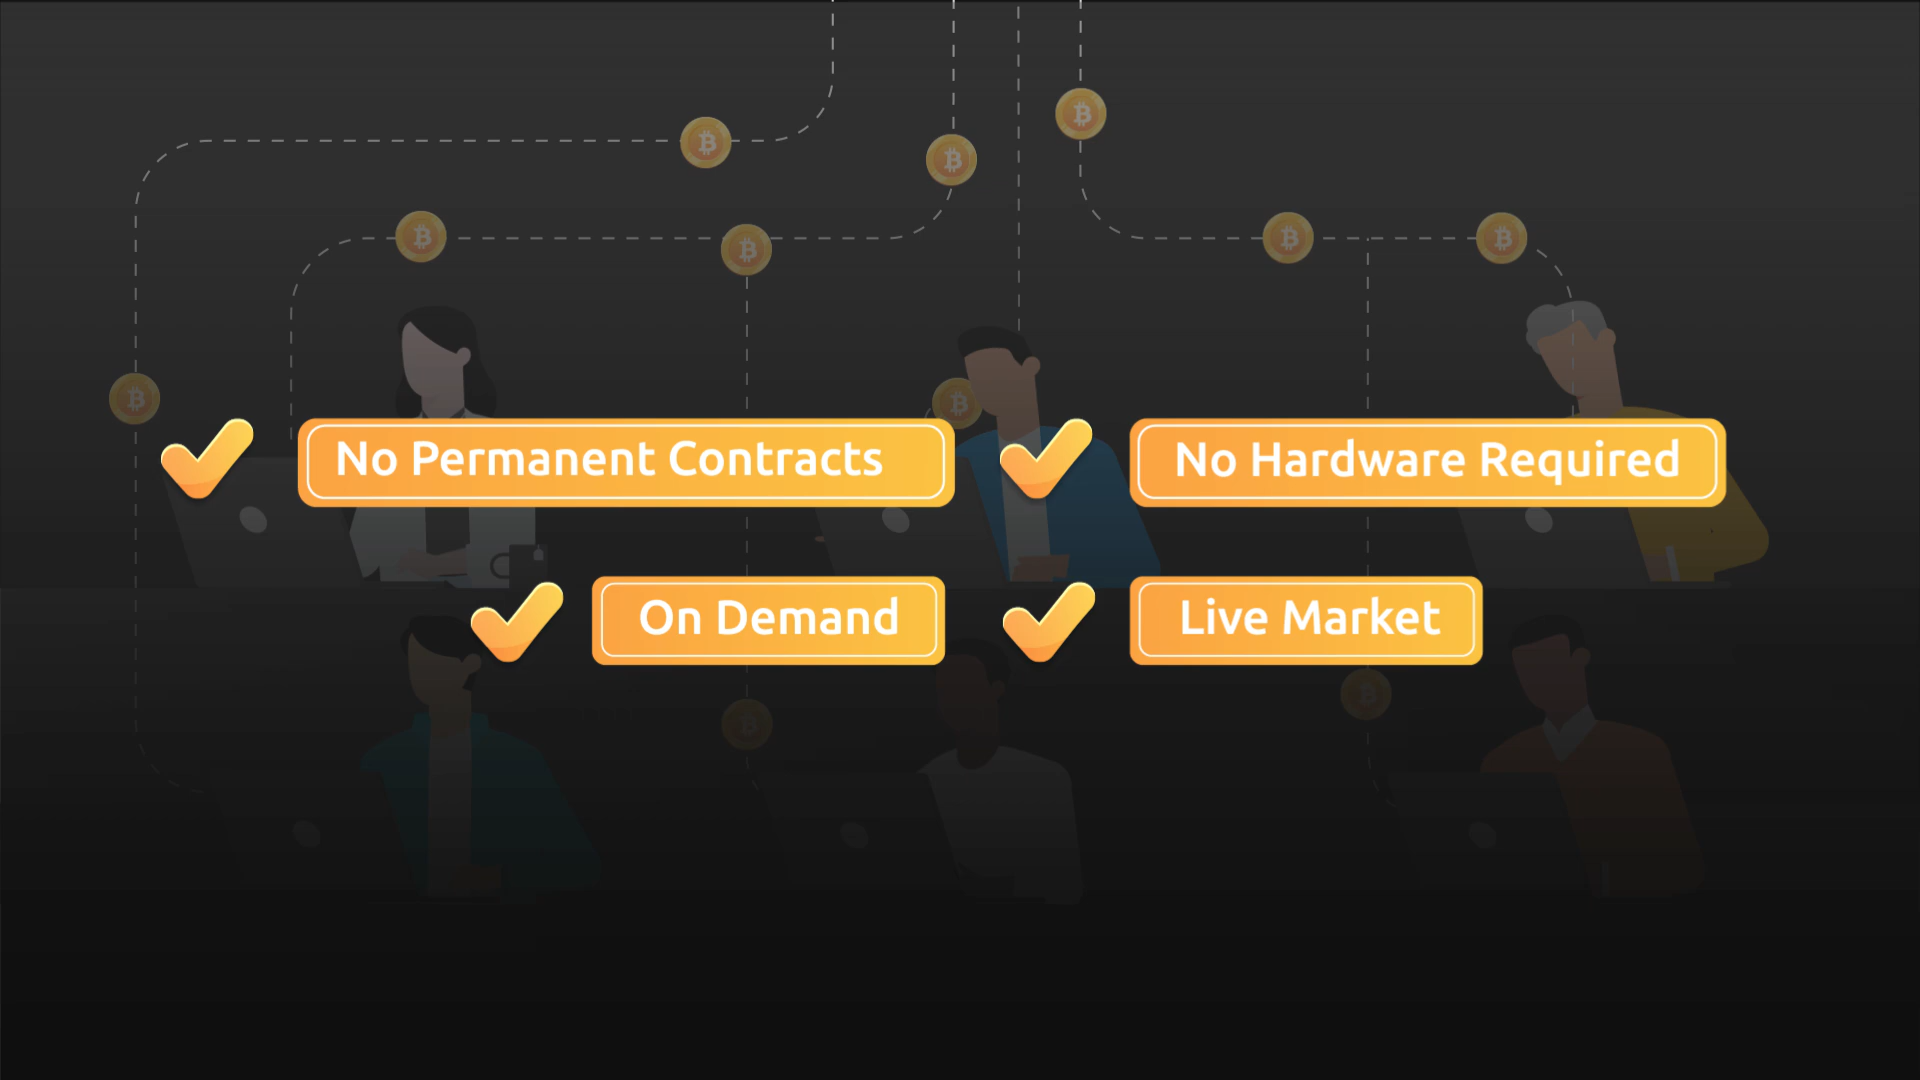 No Permanent Contracts
No Hardware Required
On Demand
Live Market